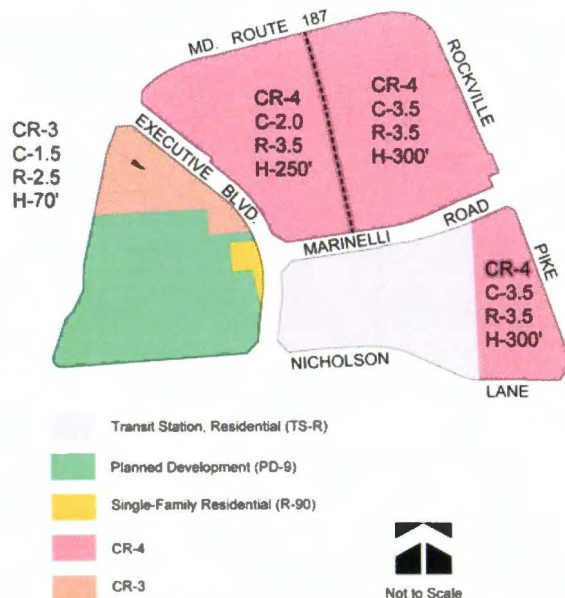 MD. ROUTE 187
ROCKVILLE
CR-4
C-2.0
R-3.5
H-250'
CR-4
C-3.5
R-3.5
H-300'
CR-3
C-1.5
R-2.5
H-70'
EXECUTIVE BLVD.
MARINELLI
ROAD
PIKE
CR-4
C-3.5
R-3.5
H-300'
NICHOLSON
LANE
Transit Station, Residential (TS-R)
Planned Development (PD-9)
Single-Family Residential (R-90)
CR-4
CR-3
Not to Scale